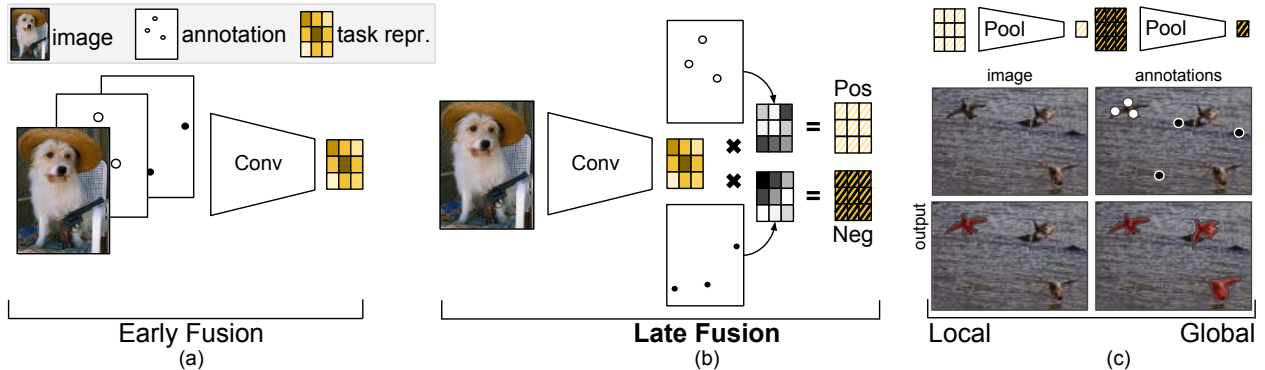 image
annotation
task repr.
Conv
Early Fusion
(a)
Conv
Pos
=
=
Neg
Late Fusion
(b)
Pool
Pool
image
annotations
output
Local
Global
(c)